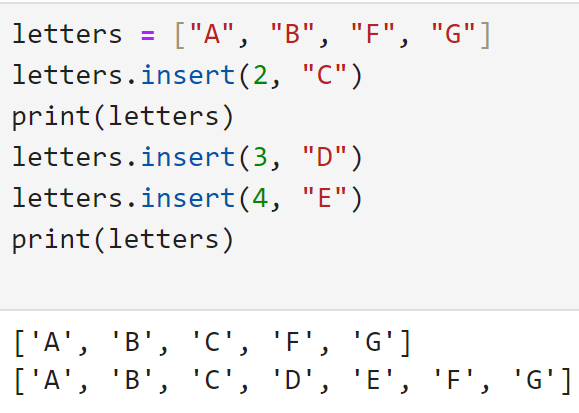 letters = ["A", "B", "F", "G"]
letters.insert(2, "C")
print(letters)
letters.insert(3, "D")
letters.insert(4, "E")
print(letters)
['A', 'B', 'C', 'F', 'G']
['A', 'B', 'C', 'D', 'E', 'F', 'G']